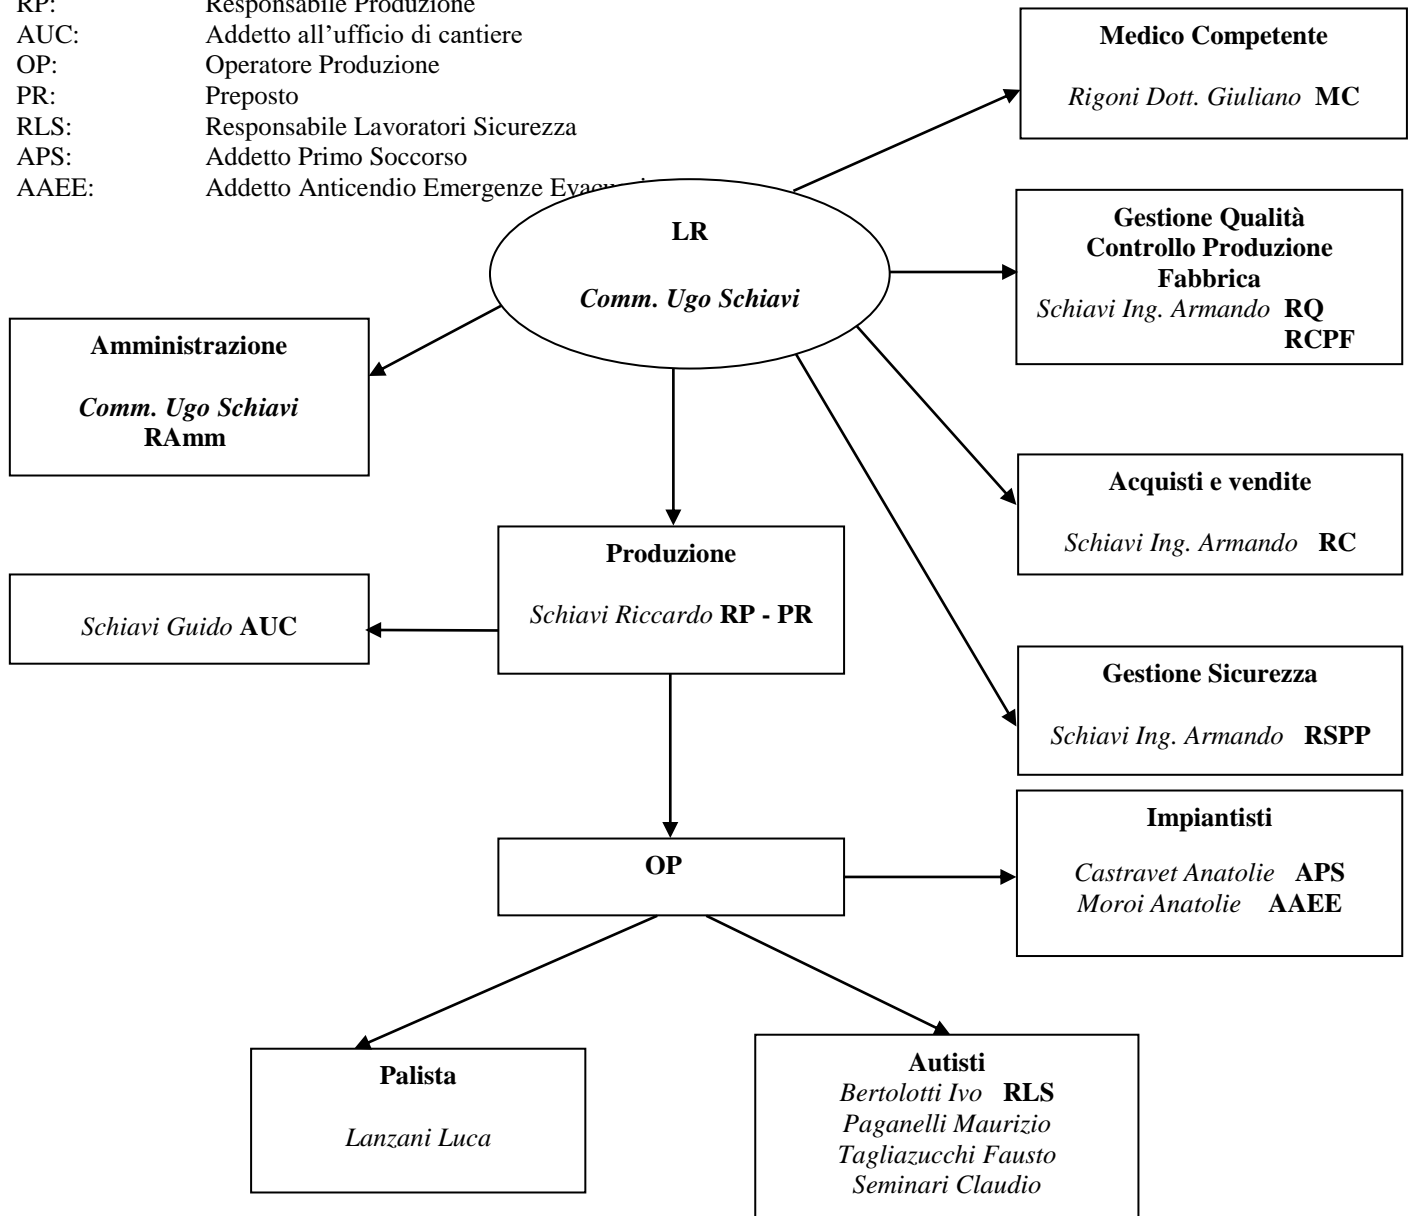 RP: Responsabile Produzione
AUC: Addetto all'ufficio di cantiere
OP: Operatore Produzione
PR: Preposto
RLS: Responsabile Lavoratori Sicurezza
APS: Addetto Primo Soccorso
AAEE: Addetto Anticendio Emergenze
Medico Competente
Rigoni Dott. Giuliano MC
LR
Comm. Ugo Schiavi
Gestione Qualità
Controllo Produzione
Fabbrica
Schiavi Ing. Armando RQ
RCPF
Amministrazione
Comm. Ugo Schiavi
RAmm
Acquisti e vendite
Schiavi Ing. Armando RC
Produzione
Schiavi Riccardo RP - PR
Schiavi Guido AUC
Gestione Sicurezza
Schiavi Ing. Armando RSPP
Impiantisti
Castravet Anatolie APS
Moroi Anatolie AAEE
OP
Palista
Lanzani Luca
Autisti
Bertolotti Ivo RLS
Paganelli Maurizio
Tagliazucchi Fausto
Seminari Claudio